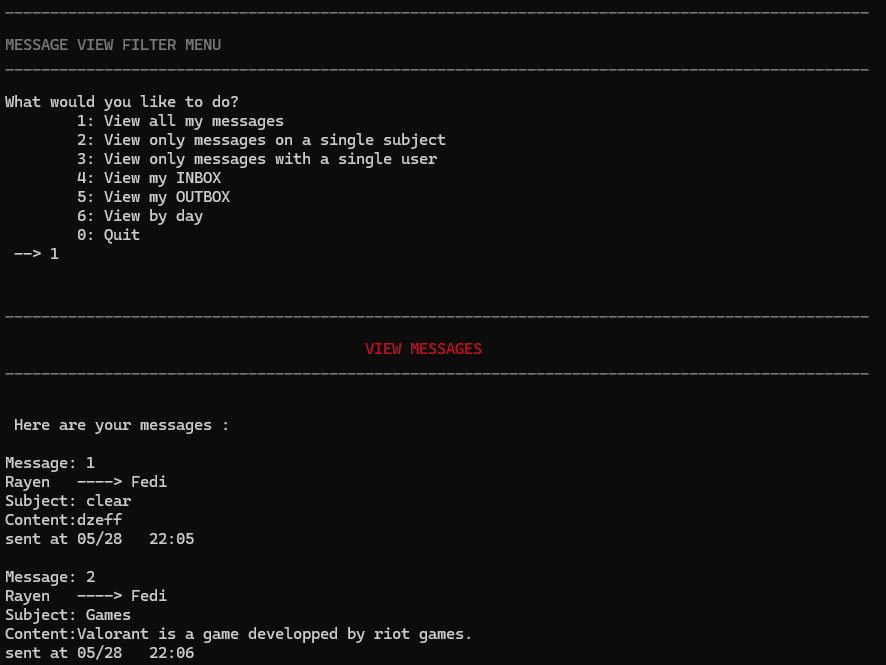 MESSAGE VIEW FILTER MENU
What would you like to do?
1: View all my messages
2: View only messages on a single subject
3: View only messages with a single user
4: View my INBOX
5: View my OUTBOX
6: View by day
0: Quit
--> 1
VIEW MESSAGES
Here are your messages :
Message: 1
Rayen ----> Fedi
Subject: clear
Content:dzeff
sent at 05/28 22:05
Message: 2
Rayen ----> Fedi
Subject: Games
Content:Valorant is a game developped by riot games.
sent at 05/28 22:06